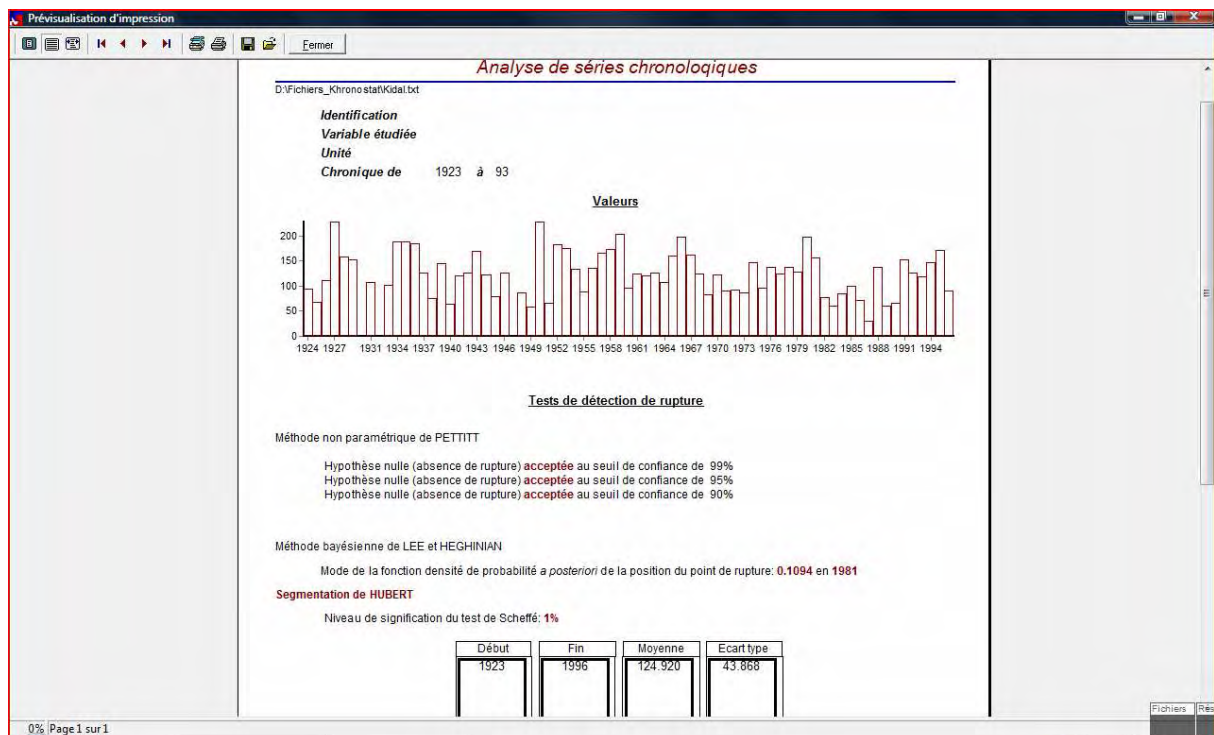 Prévisualisation d'impression
Fermer
Analyse de séries chronologiques
D:\Fichiers_Khronostat\Kidal.txt
Identification
Variable étudiée
Unité
Chronique de 1923 à 93
Valeurs
200
150
100
50
0
1924 1927 1931 1934 1937 1940 1943 1946 1949 1952 1955 1958 1961 1964 1967 1970 1973 1976 1979 1982 1985 1988 1991 1994
Tests de détection de rupture
Méthode non paramétrique de PETTITT
Hypothèse nulle (absence de rupture) acceptée au seuil de confiance de 99%
Hypothèse nulle (absence de rupture) acceptée au seuil de confiance de 95%
Hypothèse nulle (absence de rupture) acceptée au seuil de confiance de 90%
Méthode bayésienne de LEE et HEGHINIAN
Mode de la fonction densité de probabilité a posteriori de la position du point de rupture: 0.1094 en 1981
Segmentation de HUBERT
Niveau de signification du test de Scheffé: 1%
Début Fin Moyenne Ecart type
1923 1996 124.920 43.868
Fichiers Rés
0% Page 1 sur 1